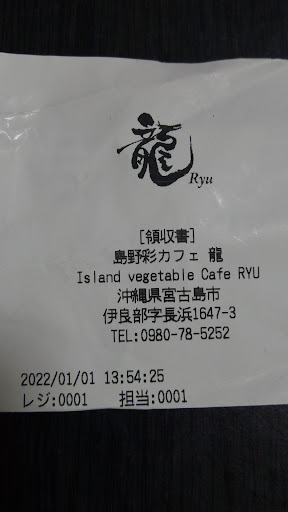 龍
Ryu
[領収書]
島野彩カフェ 龍
Island vegetable Cafe RYU
沖縄県宮古島市
伊良部字長浜1647-3
TEL:0980-78-5252
2022/01/01 13:54:25
レジ:0001 担当:0001